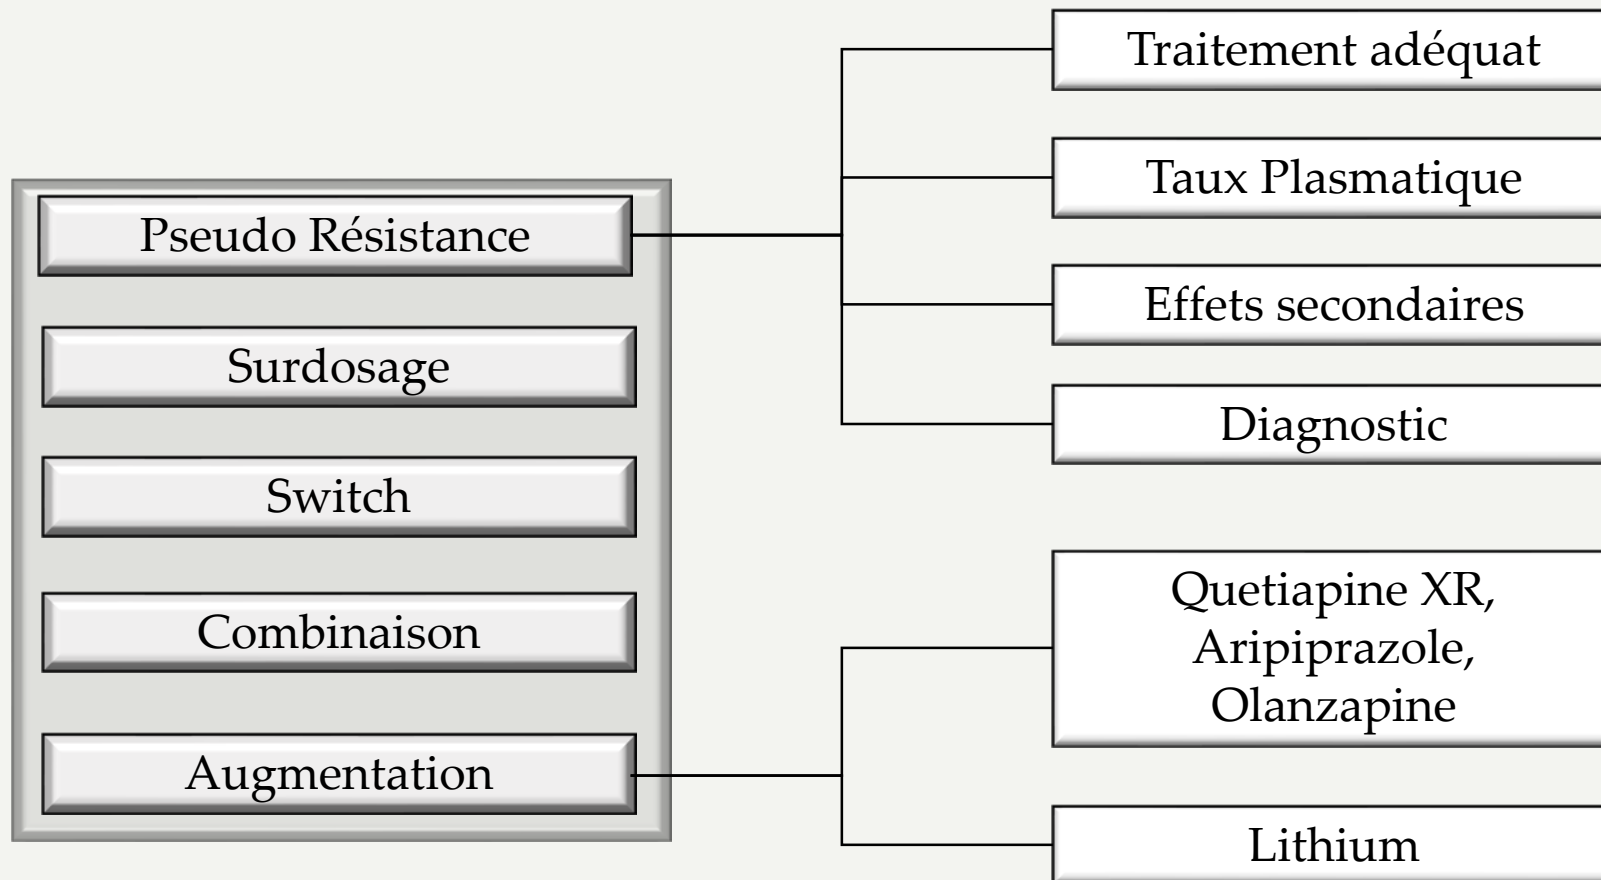 Pseudo Résistance
Surdosage
Switch
Combinaison
Augmentation
Traitement adéquat
Taux Plasmatique
Effets secondaires
Diagnostic
Quetiapine XR,
Aripiprazole,
Olanzapine
Lithium